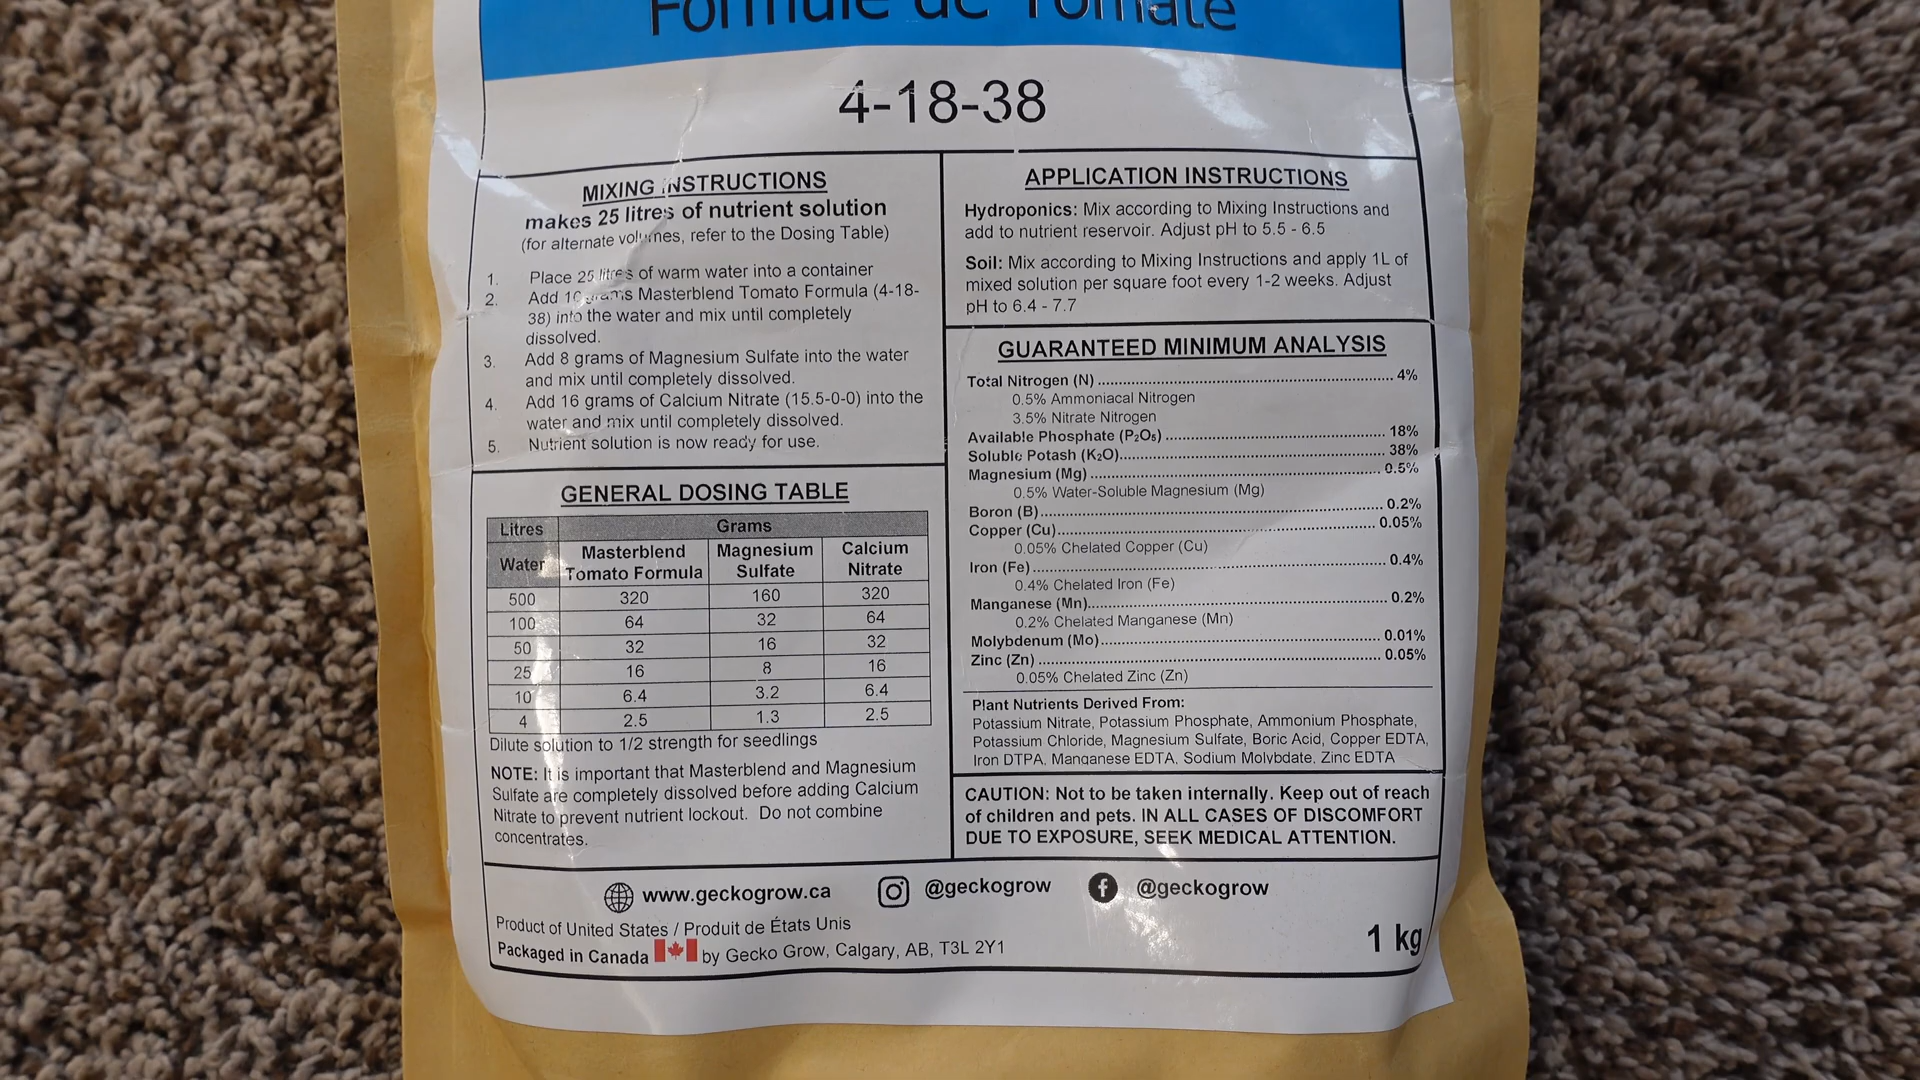 Formule de Tomate
4-18-38
MIXING INSTRUCTIONS
makes 25 litres of nutrient solution
(for alternate volumes, refer to the Dosing Table)
1. Place 25 litres of warm water into a container
2. Add grams Masterblend Tomato Formula (4-18-
38) into the water and mix until completely
dissolved.
3. Add 8 grams of Magnesium Sulfate into the water
and mix until completely dissolved.
4. Add 16 grams of Calcium Nitrate (15.5-0-0) into the
water and mix until completely dissolved.
5. Nutrient solution is now ready for use.
GENERAL DOSING TABLE
Litres Grams
Water Masterblend Tomato Formula Magnesium Sulfate Calcium Nitrate
500 320 160 320
100 64 32 64
50 32 16 32
25 16 8 16
10 6.4 3.2 6.4
4 2.5 1.3 2.5
Dilute solution to 1/2 strength for seedlings
NOTE: It is important that Masterblend and Magnesium
Sulfate are completely dissolved before adding Calcium
Nitrate to prevent nutrient lockout. Do not combine
concentrates.
APPLICATION INSTRUCTIONS
Hydroponics: Mix according to Mixing Instructions and
add to nutrient reservoir. Adjust pH to 5.5 - 6.5
Soil: Mix according to Mixing Instructions and apply 1L of
mixed solution per square foot every 1-2 weeks. Adjust
pH to 6.4 - 7.7
GUARANTEED MINIMUM ANALYSIS
Total Nitrogen (N) 4%
0.5% Ammoniacal Nitrogen
3.5% Nitrate Nitrogen
Available Phosphate (P₂O₅) 18%
Soluble Potash (K₂O) 38%
Magnesium (Mg) 0.5%
0.5% Water-Soluble Magnesium (Mg)
Boron (B) 0.2%
Copper (Cu) 0.05%
0.05% Chelated Copper (Cu)
Iron (Fe) 0.4%
0.4% Chelated Iron (Fe)
Manganese (Mn) 0.2%
0.2% Chelated Manganese (Mn)
Molybdenum (Mo) 0.01%
Zinc (Zn) 0.05%
0.05% Chelated Zinc (Zn)
Plant Nutrients Derived From:
Potassium Nitrate, Potassium Phosphate, Ammonium Phosphate,
Potassium Chloride, Magnesium Sulfate, Boric Acid, Copper EDTA,
Iron DTPA, Manganese EDTA, Sodium Molybdate, Zinc EDTA
CAUTION: Not to be taken internally. Keep out of reach
of children and pets. IN ALL CASES OF DISCOMFORT
DUE TO EXPOSURE, SEEK MEDICAL ATTENTION.
www.geckogrow.ca @geckogrow @geckogrow
Product of United States / Produit de États Unis
Packaged in Canada by Gecko Grow, Calgary, AB, T3L 2Y1
1 kg